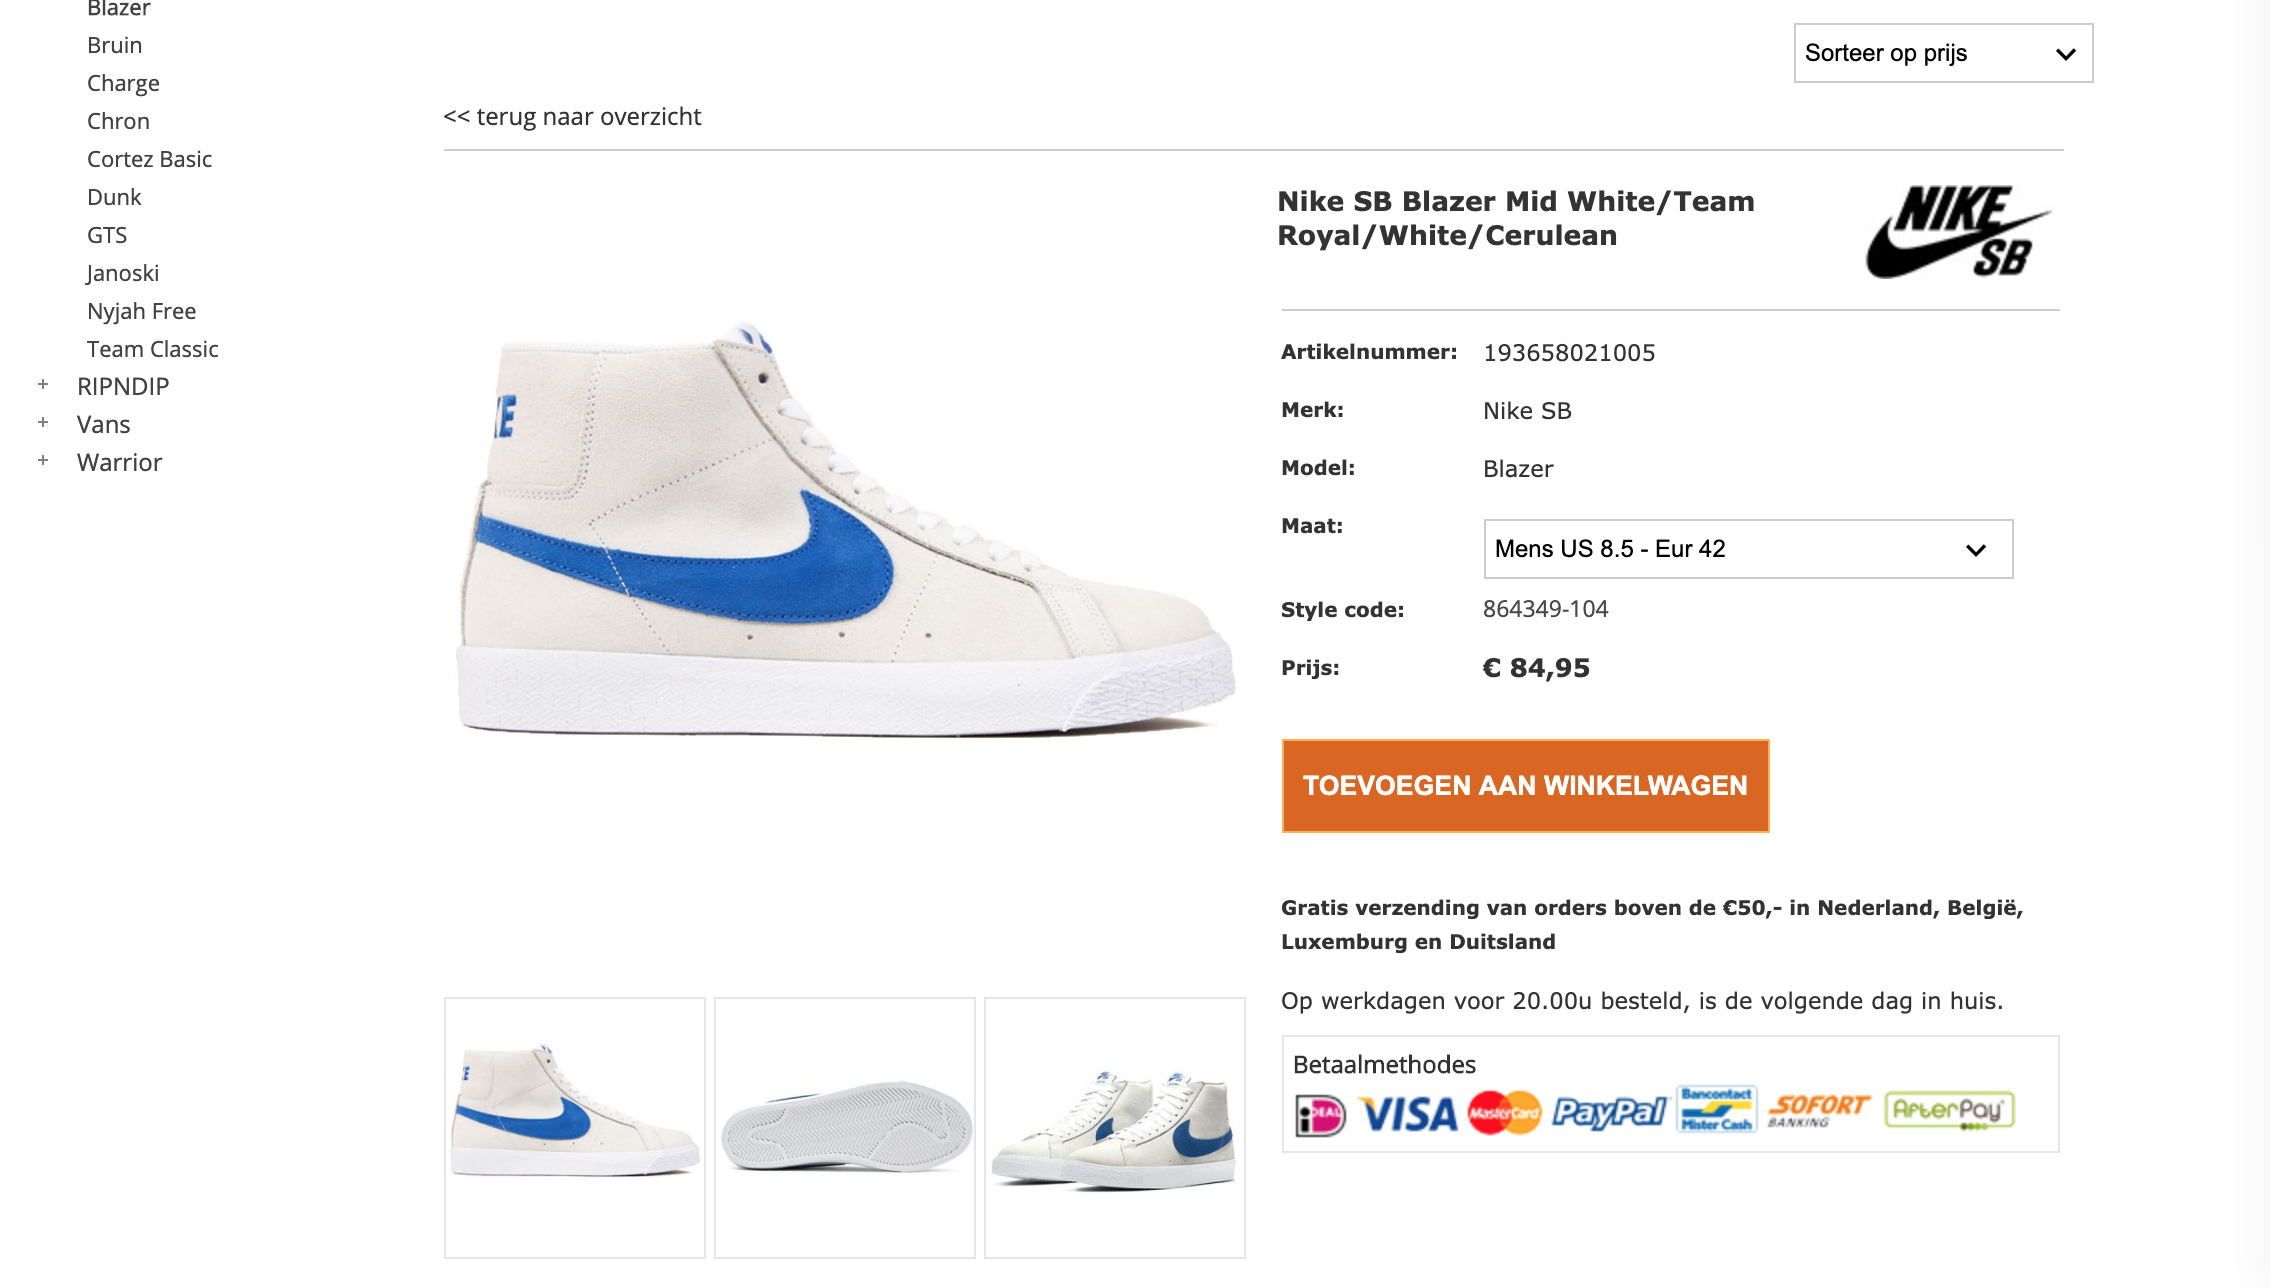 Blazer
Bruin
Charge
Chron
Cortez Basic
Dunk
GTS
Janoski
Nyjah Free
Team Classic
+ RIPNDIP
+ Vans
+ Warrior
Sorteer op prijs
<< terug naar overzicht
Nike SB Blazer Mid White/Team
Royal/White/Cerulean
NIKE
SB
Artikelnummer: 193658021005
Merk: Nike SB
Model: Blazer
Maat: Mens US 8.5 - Eur 42
Style code: 864349-104
Prijs: € 84,95
TOEVOEGEN AAN WINKELWAGEN
Gratis verzending van orders boven de €50,- in Nederland, België,
Luxemburg en Duitsland
Op werkdagen voor 20.00u besteld, is de volgende dag in huis.
Betaalmethodes
iDEAL VISA MasterCard PayPal Bancontact Mister Cash SOFORT BANKING AfterPay